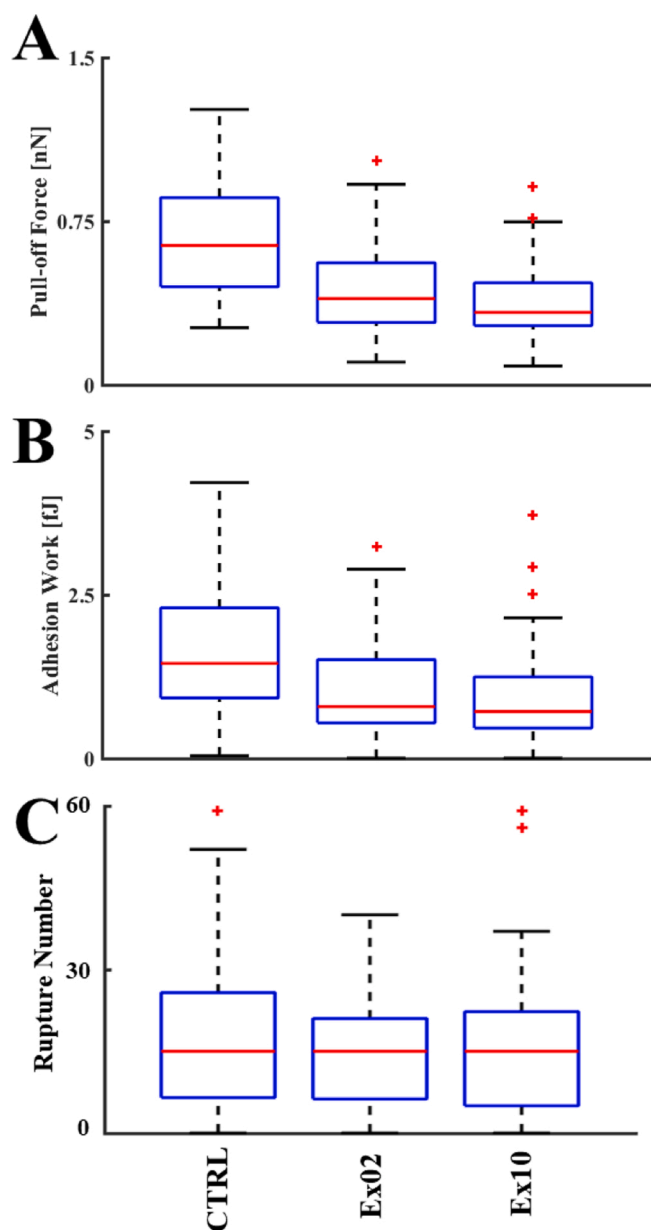 A
1.5
Pull-off Force [nN]
0.75
0
B
5
Adhesion Work [fJ]
2.5
0
C
60
Rupture Number
30
0
CTRL
Ex02
Ex10